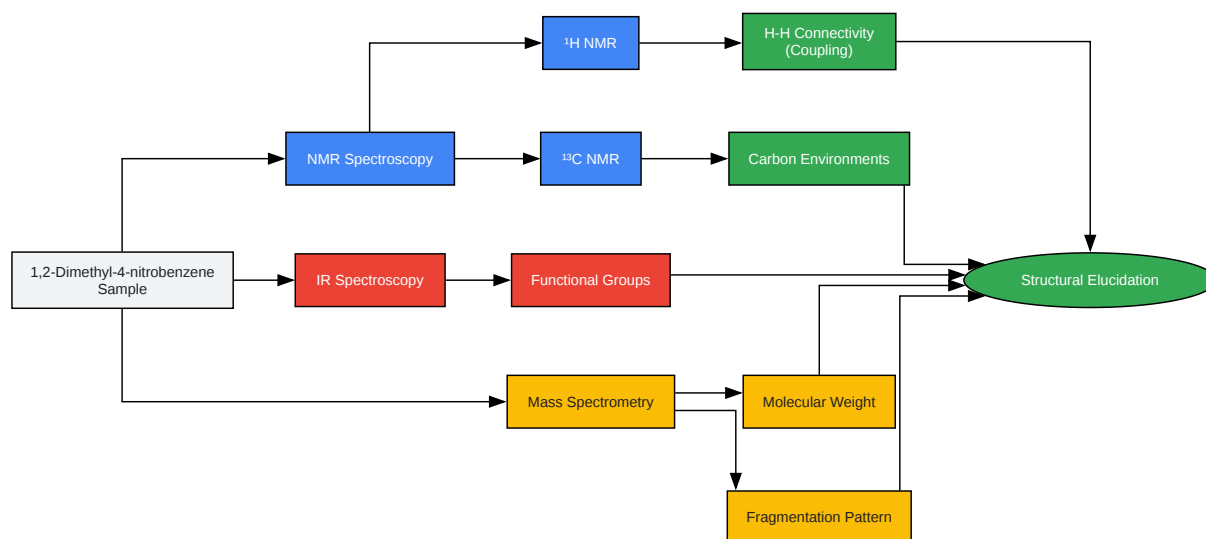 ¹H NMR
H-H Connectivity
(Coupling)
NMR Spectroscopy
¹³C NMR
Carbon Environments
1,2-Dimethyl-4-nitrobenzene
Sample
IR Spectroscopy
Functional Groups
Structural Elucidation
Mass Spectrometry
Molecular Weight
Fragmentation Pattern